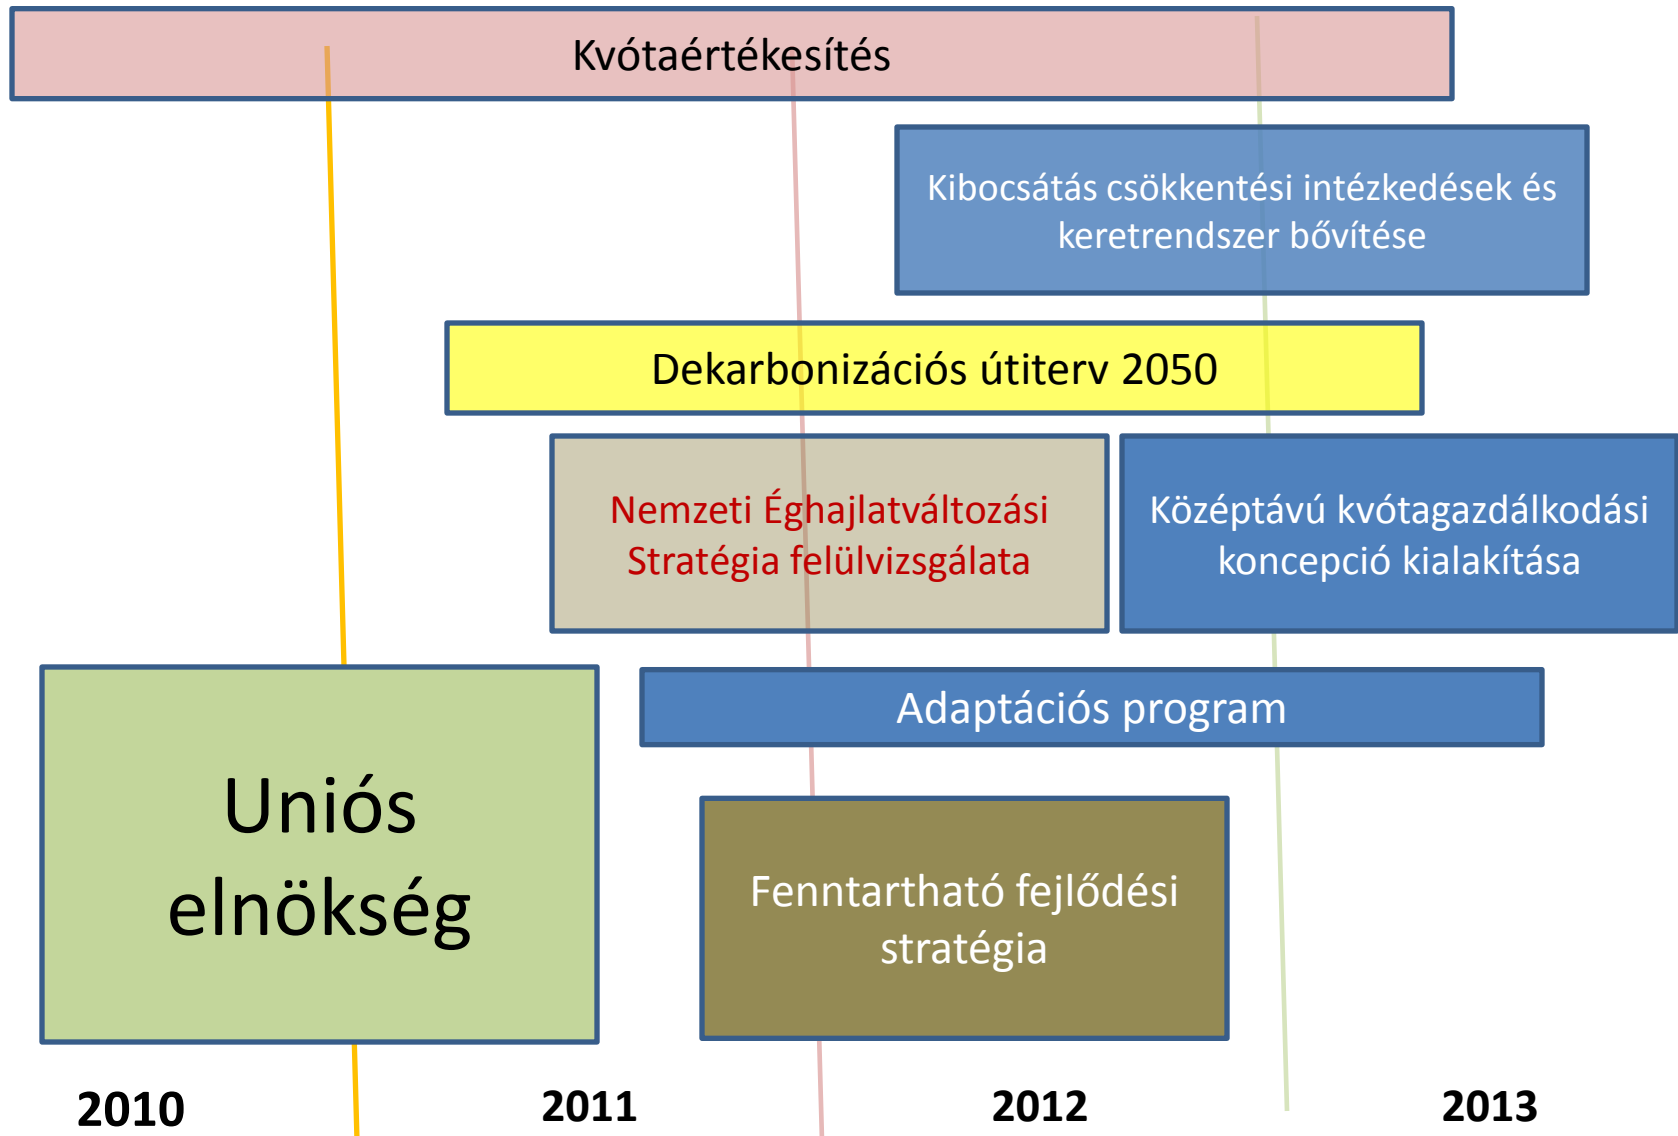 Kvótaértékesítés
Kibocsátás csökkentési intézkedések és
keretrendszer bővítése
Dekarbonizációs útiterv 2050
Nemzeti Éghajlatváltozási
Stratégia felülvizsgálata
Középtávú kvótagazdálkodási
koncepció kialakítása
Adaptációs program
Uniós
elnökség
Fenntartható fejlődési
stratégia
2010
2011
2012
2013